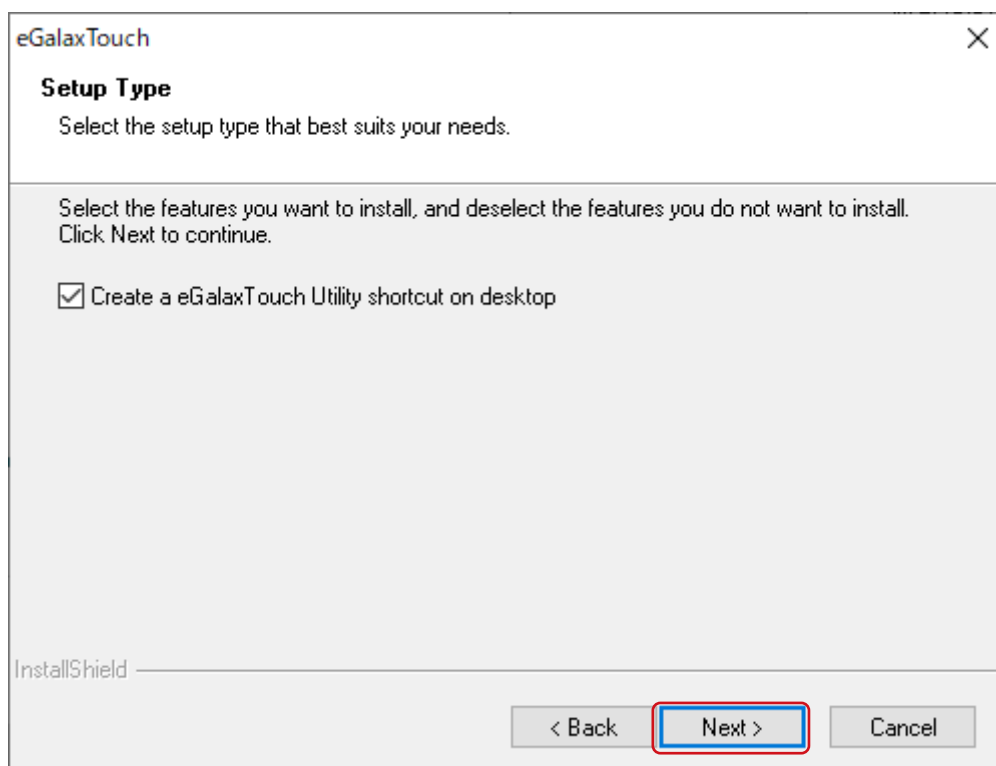 eGalaxTouch
Setup Type
Select the setup type that best suits your needs.
Select the features you want to install, and deselect the features you do not want to install.
Click Next to continue.
Create a eGalaxTouch Utility shortcut on desktop
InstallShield
< Back Next > Cancel